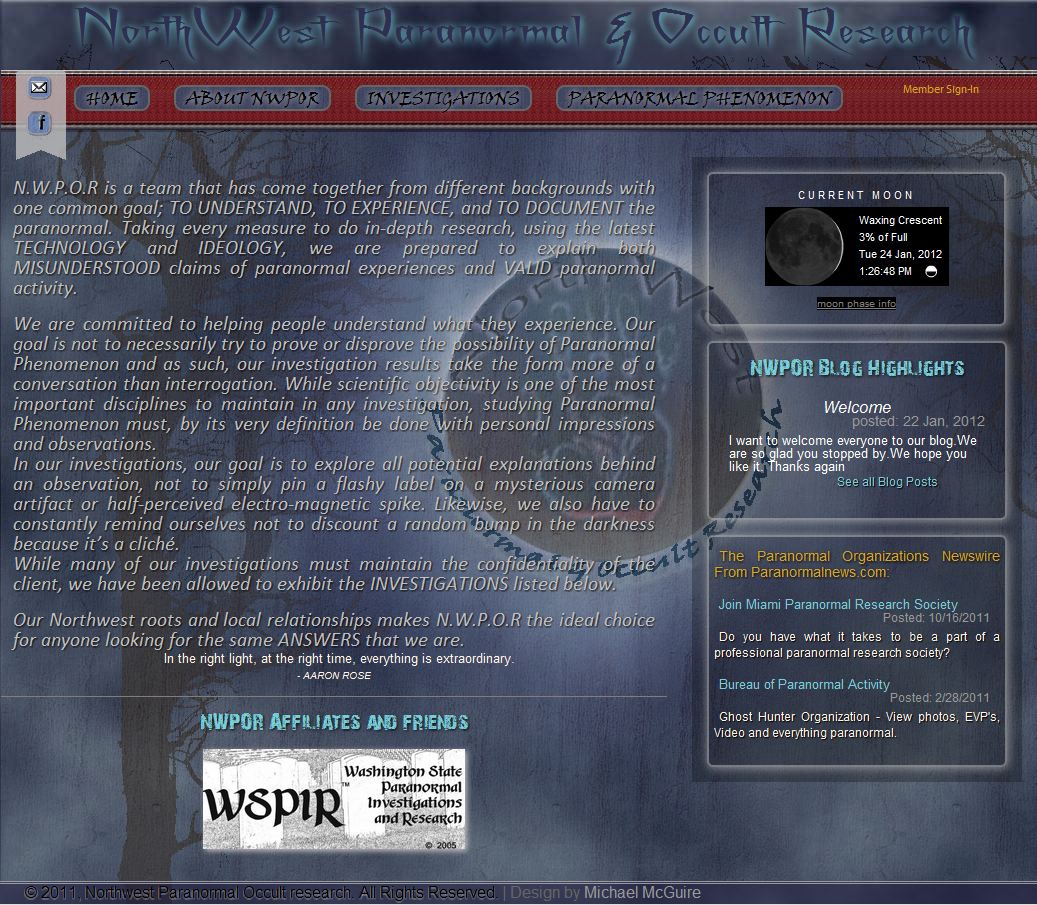 NorthWest Paranormal & Occult Research
HOME
ABOUT NWPOR
INVESTIGATIONS
PARANORMAL PHENOMENON
Member Sign-In
f
N.W.P.O.R is a team that has come together from different backgrounds with
one common goal; TO UNDERSTAND, TO EXPERIENCE, and TO DOCUMENT the
paranormal. Taking every measure to do in-depth research, using the latest
TECHNOLOGY and IDEOLOGY, we are prepared to explain both
MISUNDERSTOOD claims of paranormal experiences and VALID paranormal
activity.
We are committed to helping people understand what they experience. Our
goal is not to necessarily try to prove or disprove the possibility of Paranormal
Phenomenon and as such, our investigation results take the form more of a
conversation than interrogation. While scientific objectivity is one of the most
important disciplines to maintain in any investigation, studying Paranormal
Phenomenon must, by its very definition be done with personal impressions
and observations.
In our investigations, our goal is to explore all potential explanations behind
an observation, not to simply pin a flashy label on a mysterious camera
artifact or half-perceived electro-magnetic spike. Likewise, we also have to
constantly remind ourselves not to discount a random bump in the darkness
because it's a cliché.
While many of our investigations must maintain the confidentiality of the
client, we have been allowed to exhibit the INVESTIGATIONS listed below.
Our Northwest roots and local relationships makes N.W.P.O.R the ideal choice
for anyone looking for the same ANSWERS that we are.
In the right light, at the right time, everything is extraordinary.
- AARON ROSE
North West
Paranormal & Occult Research
NWPOR Affiliates and friends
WSPIR™
Washington State
Paranormal
Investigations
and Research
© 2005
CURRENT MOON
Waxing Crescent
3% of Full
Tue 24 Jan, 2012
1:26:48 PM
moon phase info
NWPOR Blog Highlights
Welcome
posted: 22 Jan, 2012
I want to welcome everyone to our blog.We
are so glad you stopped by.We hope you
like it. Thanks again
See all Blog Posts
The Paranormal Organizations Newswire
From Paranormalnews.com:
Join Miami Paranormal Research Society
Posted: 10/16/2011
Do you have what it takes to be a part of a
professional paranormal research society?
Bureau of Paranormal Activity
Posted: 2/28/2011
Ghost Hunter Organization - View photos, EVP's,
Video and everything paranormal.
© 2011, Northwest Paranormal Occult research. All Rights Reserved. | Design by Michael McGuire